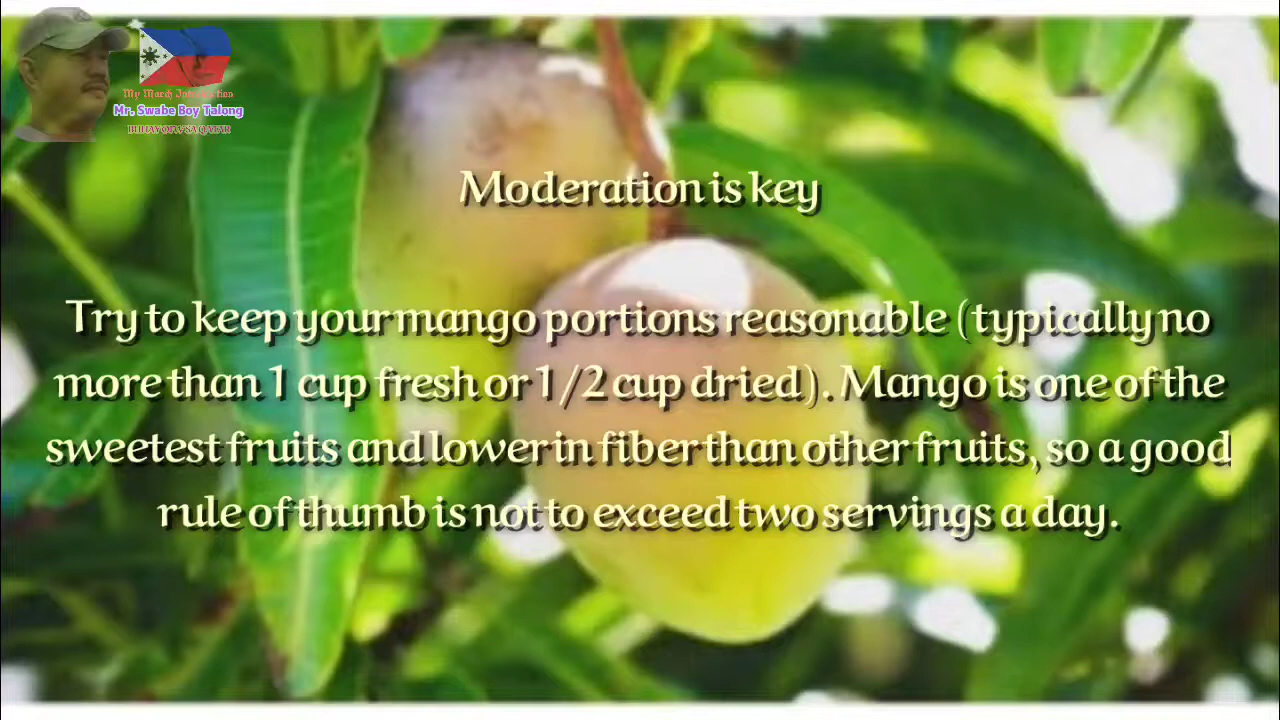 Mr. Swabe Boy Talong
Moderation is key
Try to keep your mango portions reasonable (typically no
more than 1 cup fresh or 1/2 cup dried). Mango is one of the
sweetest fruits and lower in fiber than other fruits, so a good
rule of thumb is not to exceed two servings a day.